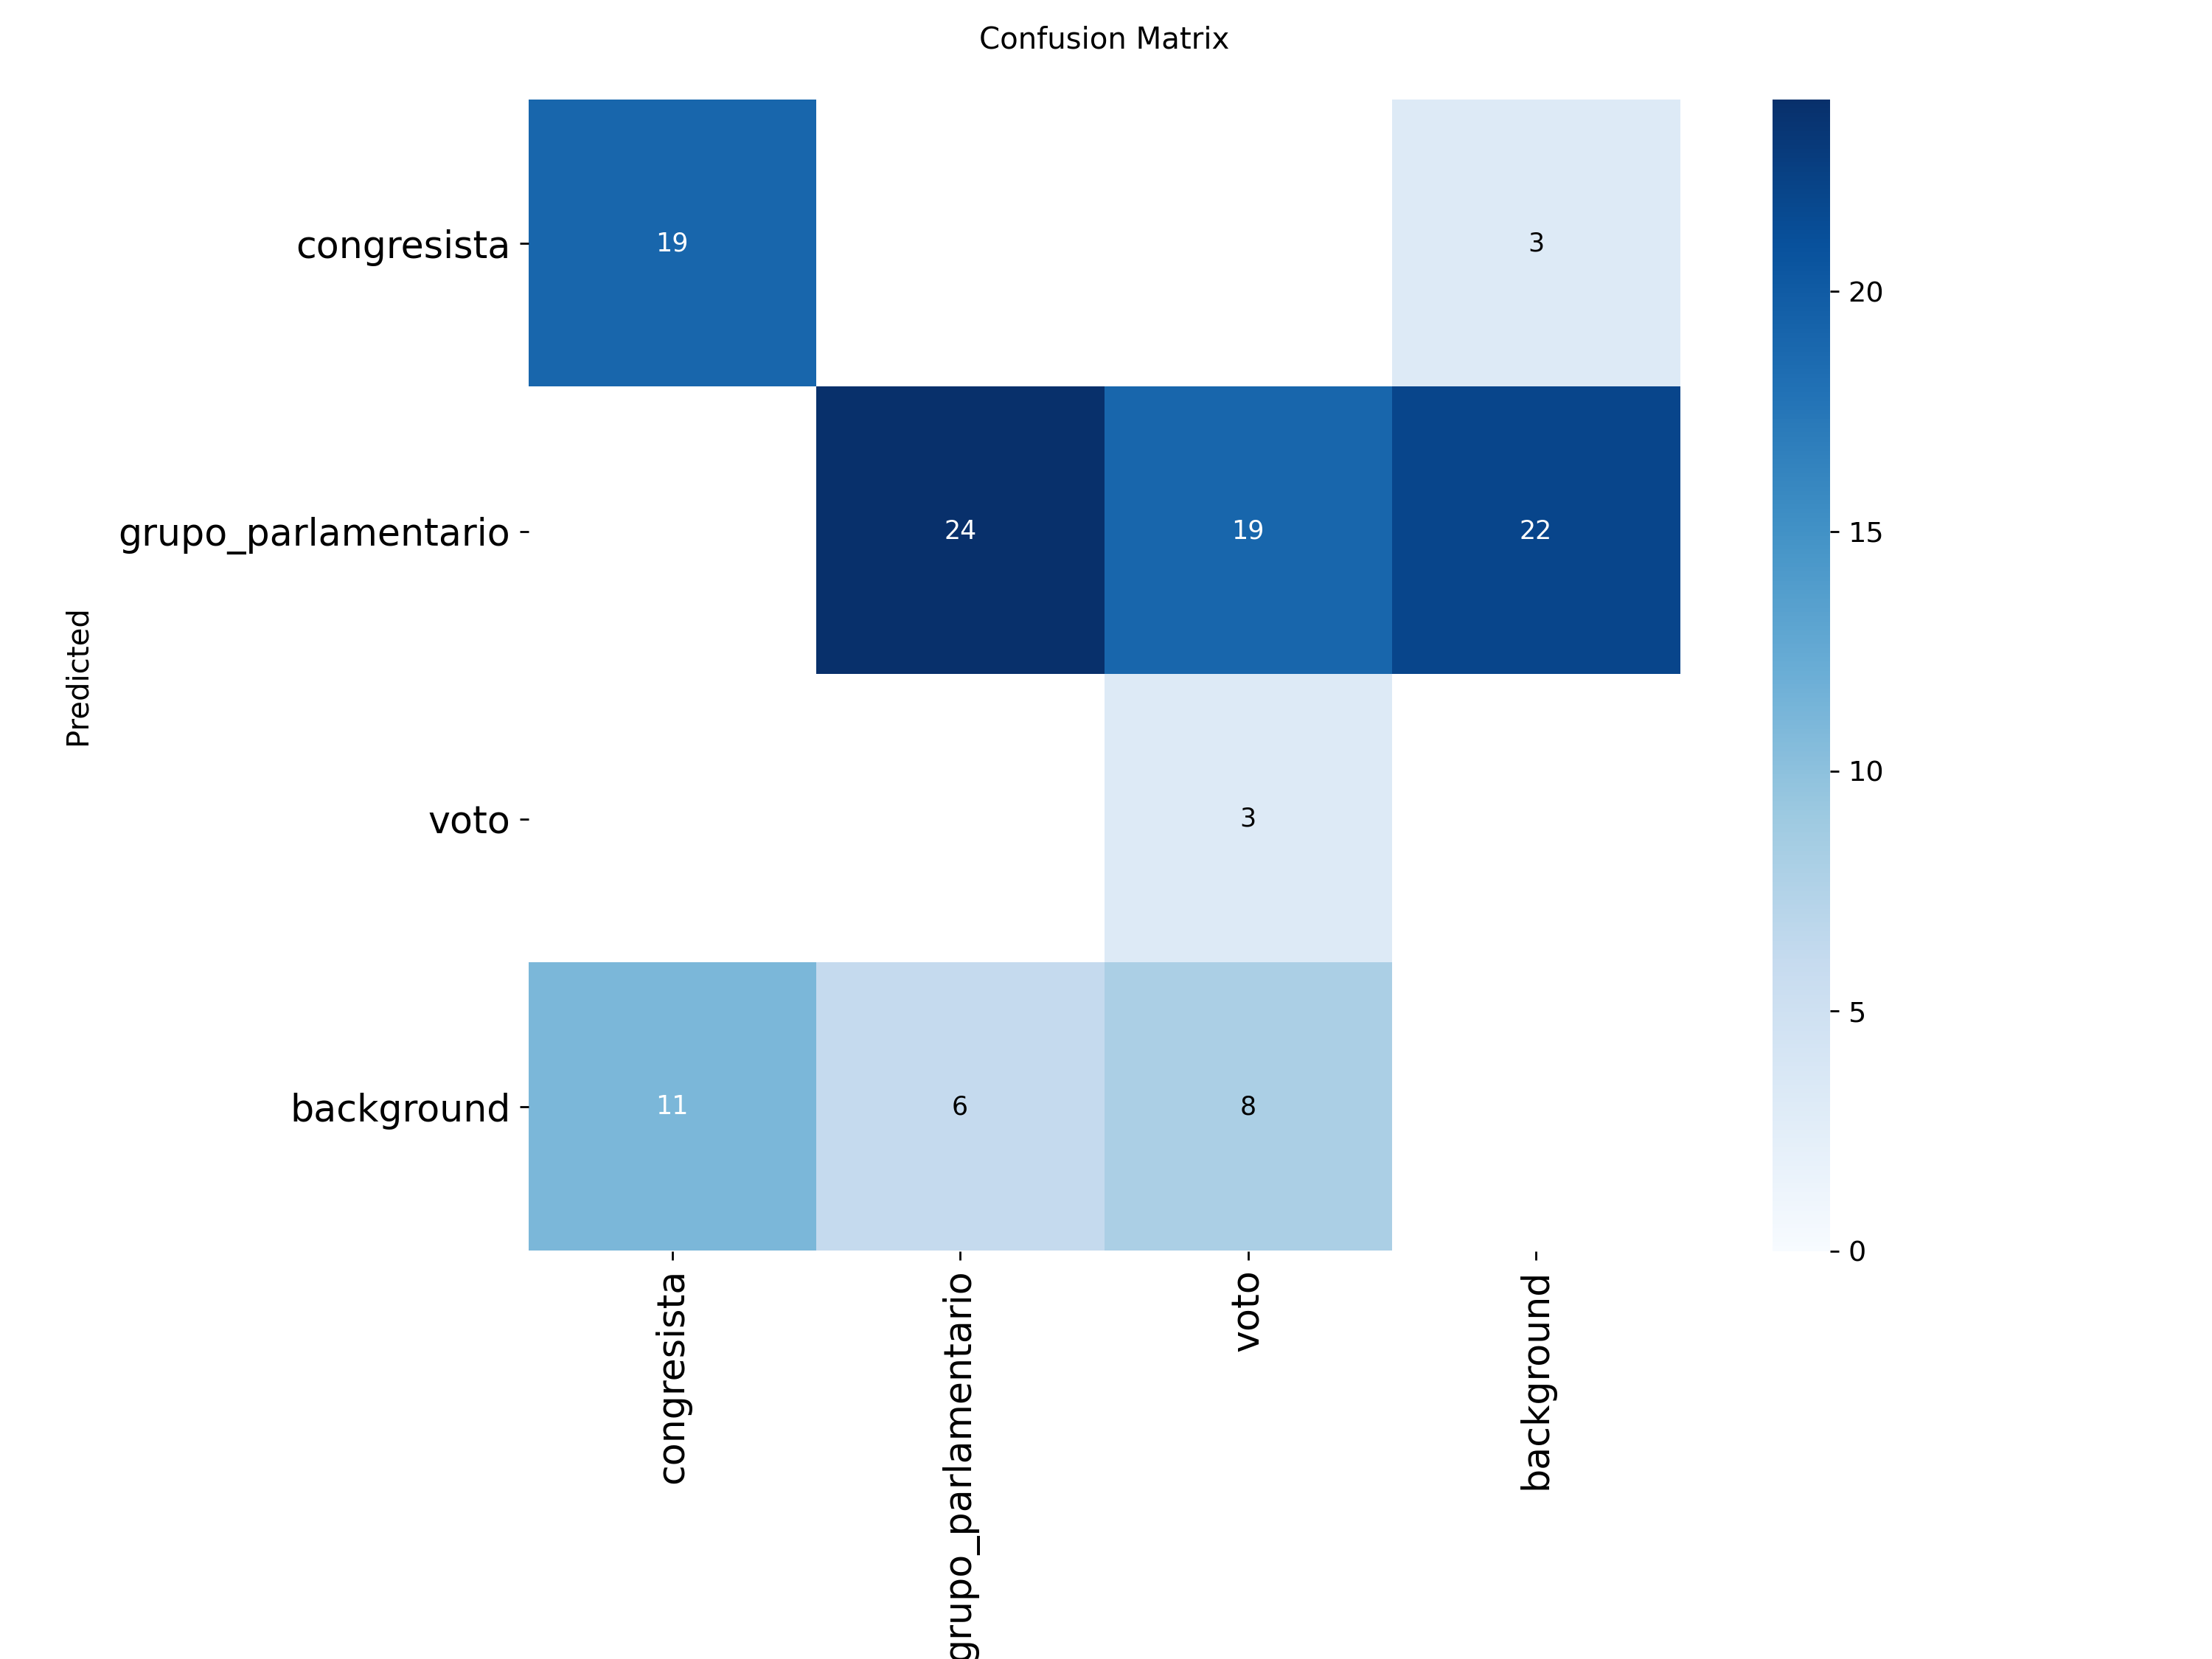 Confusion Matrix
congresista
19
3
20
grupo_parlamentario
24
19
22
15
Predicted
voto
3
10
5
background
11
6
8
0
congresista
grupo_parlamentario
voto
background